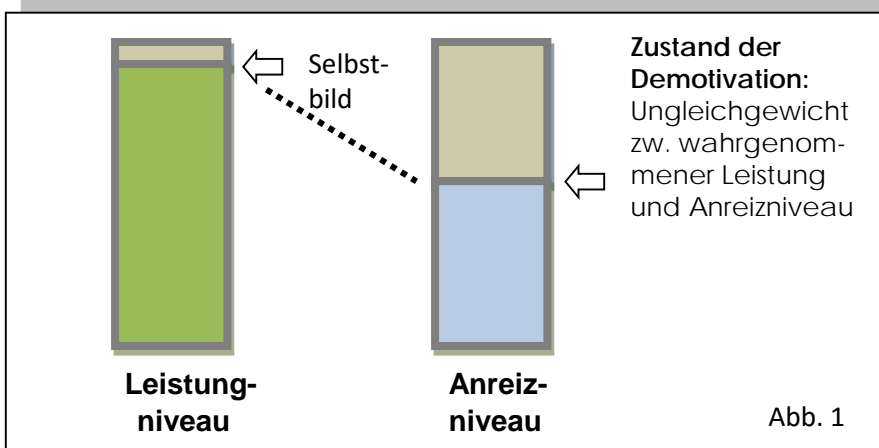 Selbst-
bild
Zustand der
Demotivation:
Ungleichgewicht
zw. wahrgenom-
mener Leistung
und Anreizniveau
Leistung-
niveau
Anreiz-
niveau
Abb. 1